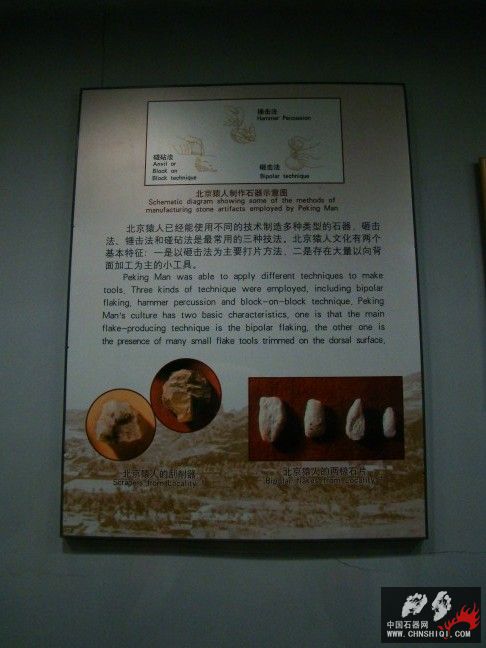 锤击法
Hammer Percussion
碰砧法
Anvil or
Block on
Block technique
砸击法
Bipolar technique
北京猿人制作石器示意图
Schematic diagram showing some of the methods of
manufacturing stone artifacts employed by Peking Man
北京猿人已经能使用不同的技术制造多种类型的石器，砸击
法、锤击法和碰砧法是最常用的三种技法。北京猿人文化有两个
基本特征：一是以砸击法为主要打片方法，二是存在大量以向背
面加工为主的小工具。
Peking Man was able to apply different techniques to make
tools. Three kinds of technique were employed, including bipolar
flaking, hammer percussion and block-on-block technique. Peking
Man's culture has two basic characteristics, one is that the main
flake-producing technique is the bipolar flaking, the other one is
the presence of many small flake tools trimmed on the dorsal surface.
北京猿人的刮削器
Scrapers from Locality
北京猿人的两极石片
Bipolar flakes from Locality
中国石器网
WWW.CHNSHIQI.COM